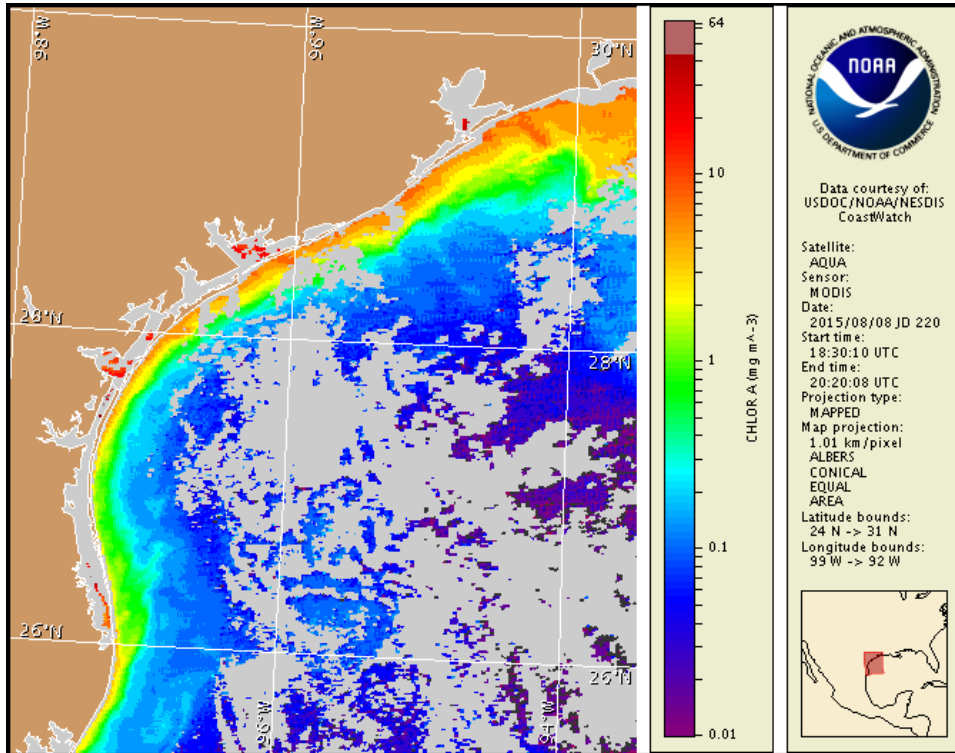 98°W
96°W
30°N
28°N
28°N
26°N
26°N
96°W
94°W
64
10
1
0.1
0.01
CHLOR A (mg m^-3)
NATIONAL OCEANIC AND ATMOSPHERIC ADMINISTRATION
NOAA
U.S. DEPARTMENT OF COMMERCE
Data courtesy of:
USDOC/NOAA/NESDIS
CoastWatch
Satellite:
AQUA
Sensor:
MODIS
Date:
2015/08/08 JD 220
Start time:
18:30:10 UTC
End time:
20:20:08 UTC
Projection type:
MAPPED
Map projection:
1.01 km/pixel
ALBERS
CONICAL
EQUAL
AREA
Latitude bounds:
24 N -> 31 N
Longitude bounds:
99 W -> 92 W